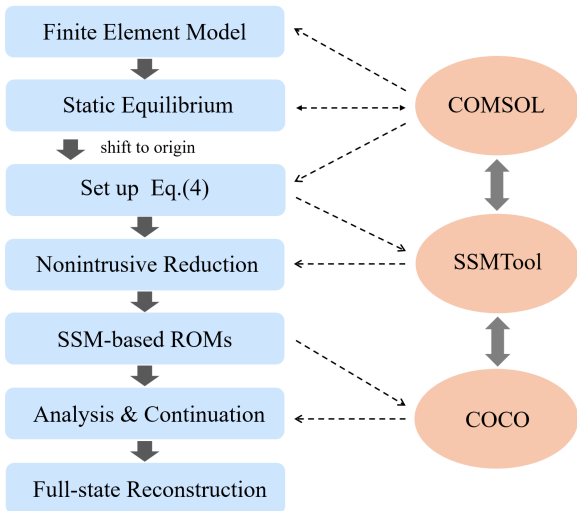 Finite Element Model
Static Equilibrium
shift to origin
Set up Eq.(4)
Nonintrusive Reduction
SSM-based ROMs
Analysis & Continuation
Full-state Reconstruction
COMSOL
SSMTool
COCO